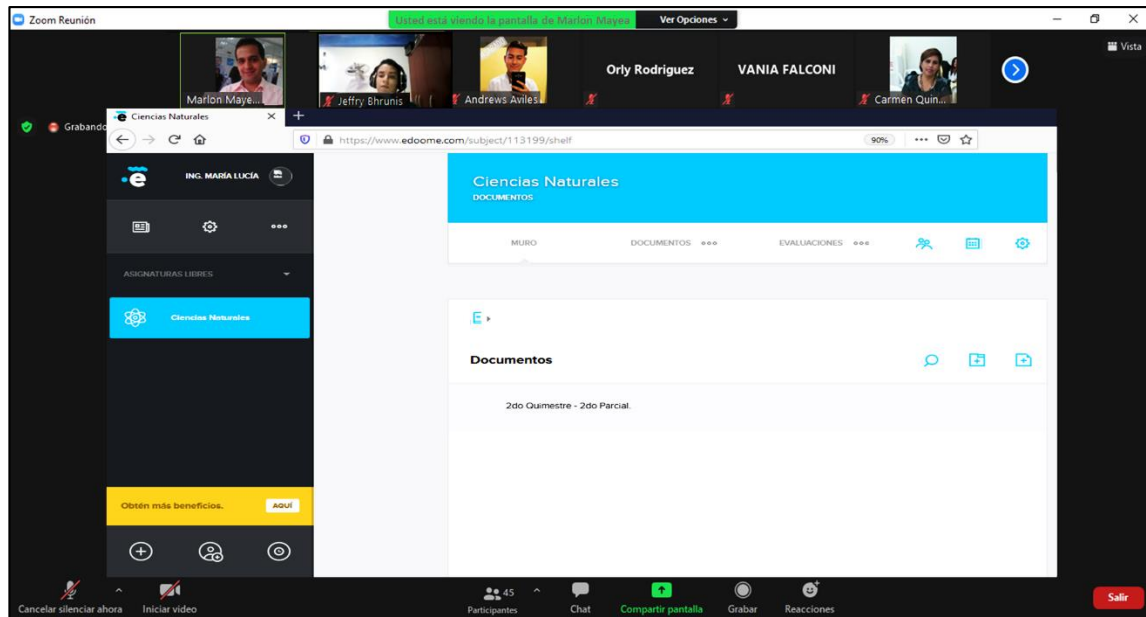 Zoom Reunión
Usted está viendo la pantalla de Marlon Mayea
Ver Opciones
Vista
Marlon Maye...
Jeffry Bhrunis
Andrews Aviles
Orly Rodriguez
VANIA FALCONI
Carmen Quin...
Grabando
Ciencias Naturales
https://www.edoome.com/subject/113199/shelf
90%
ING. MARÍA LUCÍA
Ciencias Naturales
DOCUMENTOS
MURO
DOCUMENTOS
EVALUACIONES
ASIGNATURAS LIBRES
Ciencias Naturales
Documentos
2do Quimestre - 2do Parcial.
Obtén más beneficios.
AQUÍ
Cancelar silenciar ahora
Iniciar video
45
Participantes
Chat
Compartir pantalla
Grabar
Reacciones
Salir